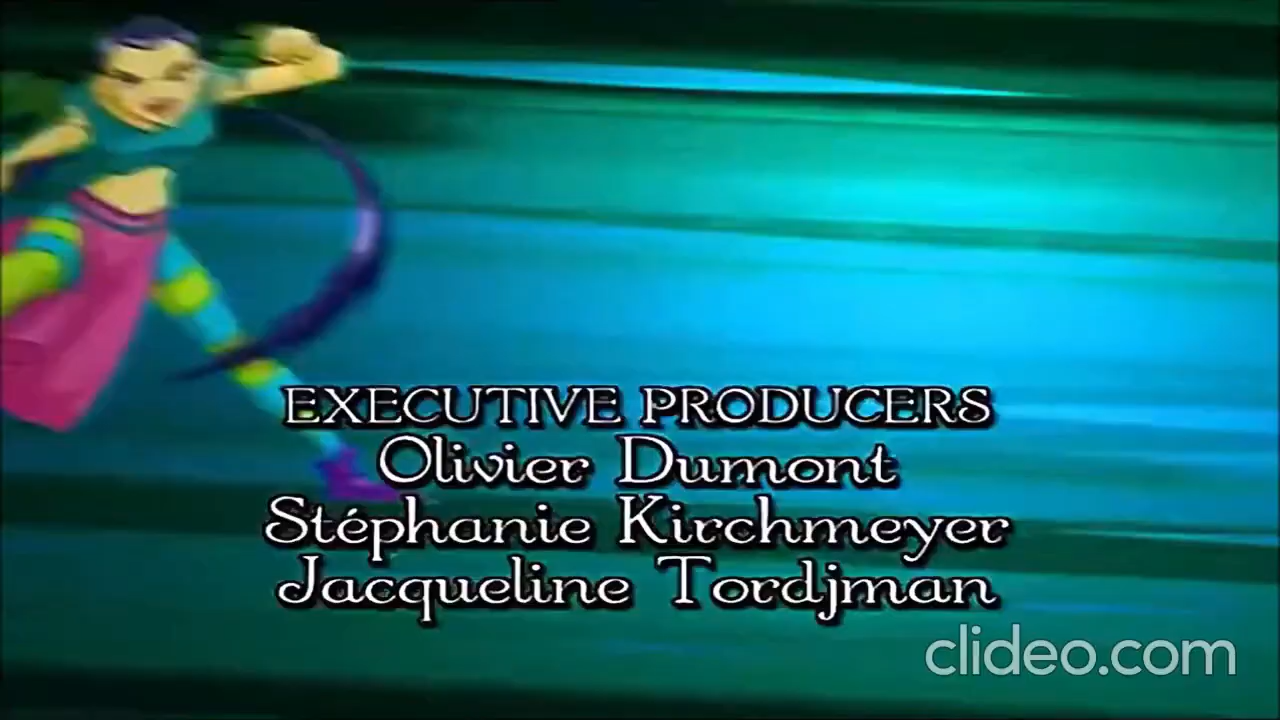 EXECUTIVE PRODUCERS
Olivier Dumont
Stéphanie Kirchmeyer
Jacqueline Tordjman
clideo.com